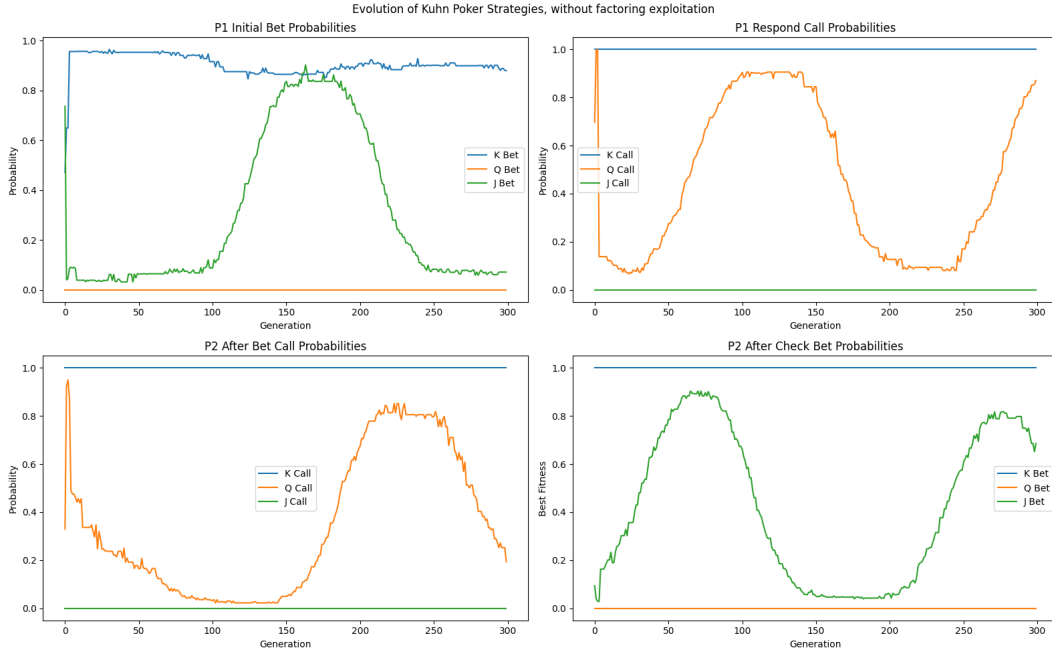 Evolution of Kuhn Poker Strategies, without factoring exploitation
P1 Initial Bet Probabilities
Probability
1.0
0.8
0.6
0.4
0.2
0.0
K Bet
Q Bet
J Bet
0 50 100 150 200 250 300
Generation
P1 Respond Call Probabilities
Probability
1.0
0.8
0.6
0.4
0.2
0.0
K Call
Q Call
J Call
0 50 100 150 200 250 300
Generation
P2 After Bet Call Probabilities
Probability
1.0
0.8
0.6
0.4
0.2
0.0
K Call
Q Call
J Call
0 50 100 150 200 250 300
Generation
P2 After Check Bet Probabilities
Best Fitness
1.0
0.8
0.6
0.4
0.2
0.0
K Bet
Q Bet
J Bet
0 50 100 150 200 250 300
Generation